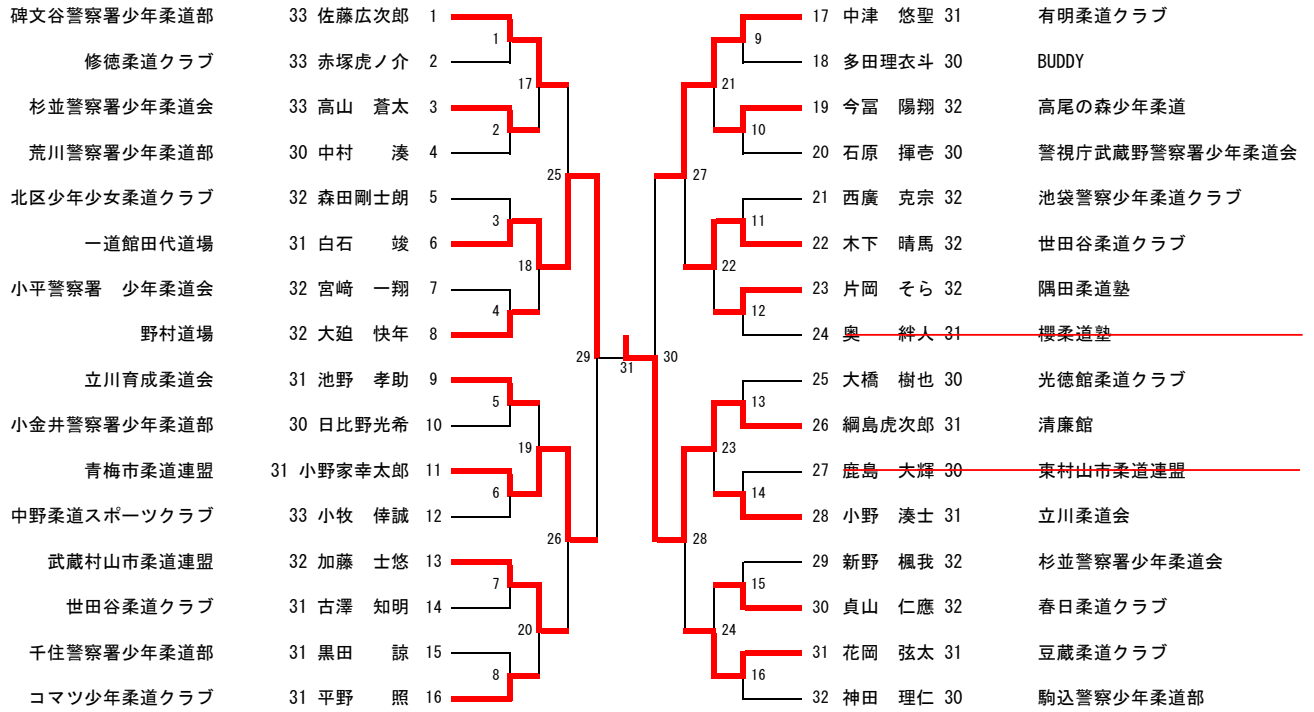 碑文谷警察署少年柔道部 33 佐藤広次郎 1
修徳柔道クラブ 33 赤塚虎ノ介 2
杉並警察署少年柔道会 33 高山 蒼太 3
荒川警察署少年柔道部 30 中村 湊 4
北区少年少女柔道クラブ 32 森田剛士朗 5
一道館田代道場 31 白石 竣 6
小平警察署 少年柔道会 32 宮﨑 一翔 7
野村道場 32 大廹 快年 8
立川育成柔道会 31 池野 孝助 9
小金井警察署少年柔道部 30 日比野光希 10
青梅市柔道連盟 31 小野家幸太郎 11
中野柔道スポーツクラブ 33 小牧 倖誠 12
武蔵村山市柔道連盟 32 加藤 士悠 13
世田谷柔道クラブ 31 古澤 知明 14
千住警察署少年柔道部 31 黒田 諒 15
コマツ少年柔道クラブ 31 平野 照 16
1
2
3
4
5
6
7
8
17
18
19
20
25
26
29
31
30
27
28
21
22
23
24
9
10
11
12
13
14
15
16
17 中津 悠聖 31 有明柔道クラブ
18 多田理衣斗 30 BUDDY
19 今冨 陽翔 32 高尾の森少年柔道
20 石原 揮壱 30 警視庁武蔵野警察署少年柔道会
21 西廣 克宗 32 池袋警察少年柔道クラブ
22 木下 晴馬 32 世田谷柔道クラブ
23 片岡 そら 32 隅田柔道塾
24 奥 絆人 31 櫻柔道塾
25 大橋 樹也 30 光徳館柔道クラブ
26 綱島虎次郎 31 清廉館
27 鹿島 大輝 30 東村山市柔道連盟
28 小野 湊士 31 立川柔道会
29 新野 楓我 32 杉並警察署少年柔道会
30 貞山 仁應 32 春日柔道クラブ
31 花岡 弦太 31 豆蔵柔道クラブ
32 神田 理仁 30 駒込警察少年柔道部